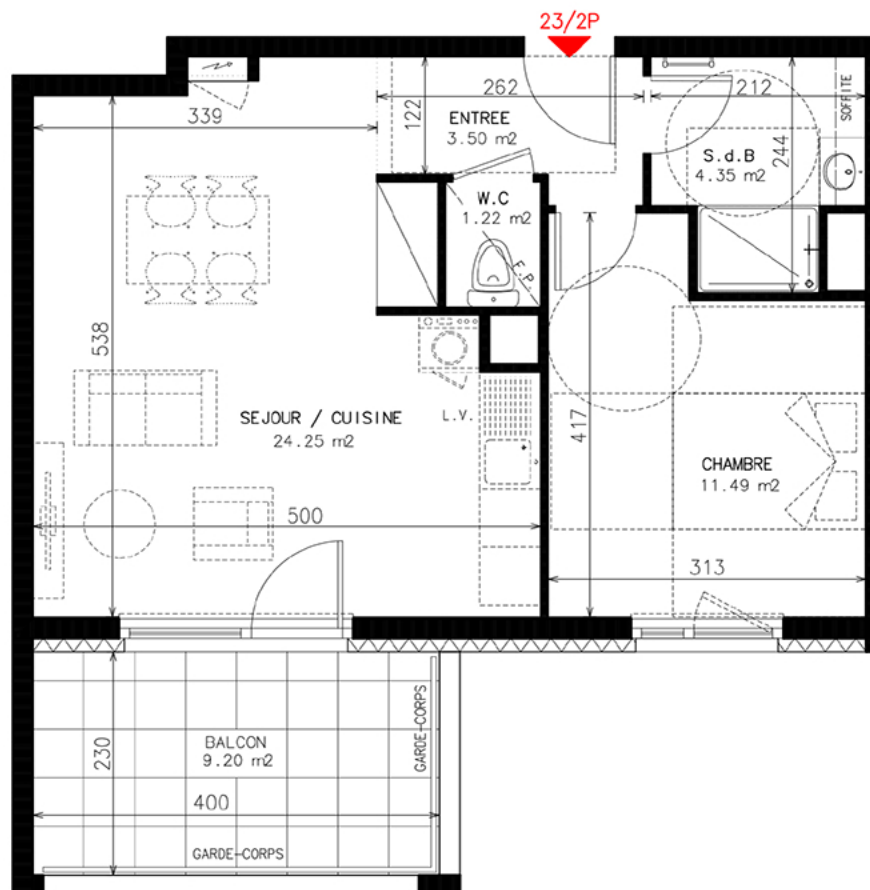 23/2P
262
212
SOFFITE
339
122
ENTREE
3.50 m2
244
S.d.B
4.35 m2
W.C
1.22 m2
F.P
538
417
L.V.
SEJOUR / CUISINE
24.25 m2
CHAMBRE
11.49 m2
500
313
GARDE-CORPS
BALCON
9.20 m2
230
400
GARDE-CORPS